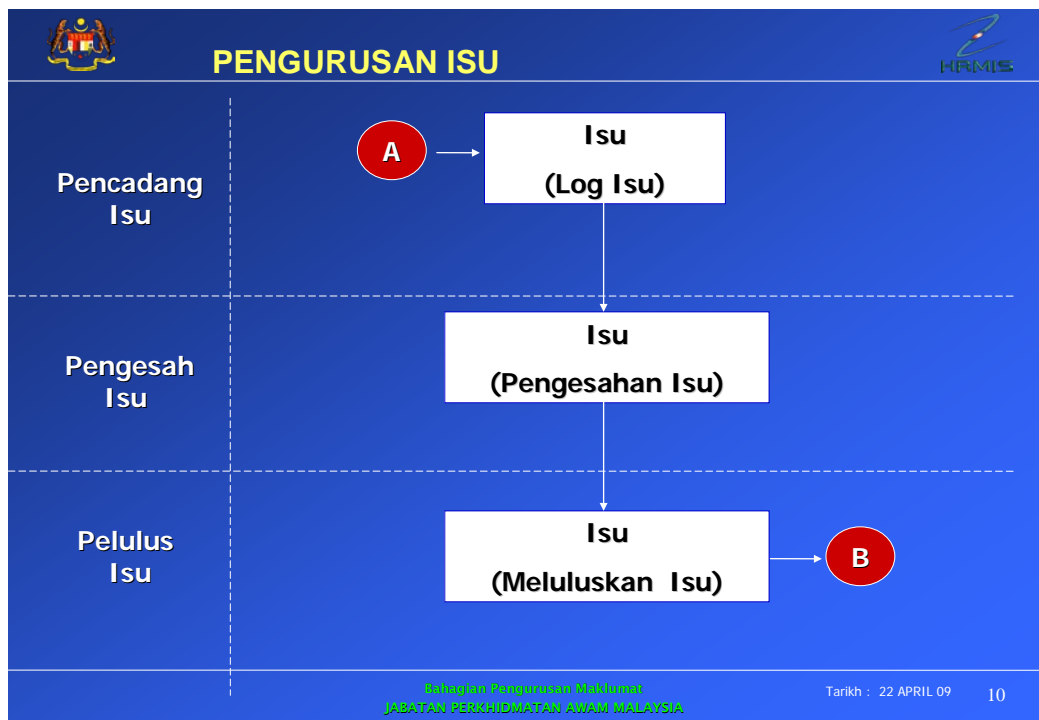 PENGURUSAN ISU
HRMIS
A
Isu
(Log Isu)
Pencadang
Isu
Isu
(Pengesahan Isu)
Pengesah
Isu
Isu
(Meluluskan Isu)
B
Pelulus
Isu
Bahagian Pengurusan Maklumat
JABATAN PERKHIDMATAN AWAM MALAYSIA
Tarikh : 22 APRIL 09
10